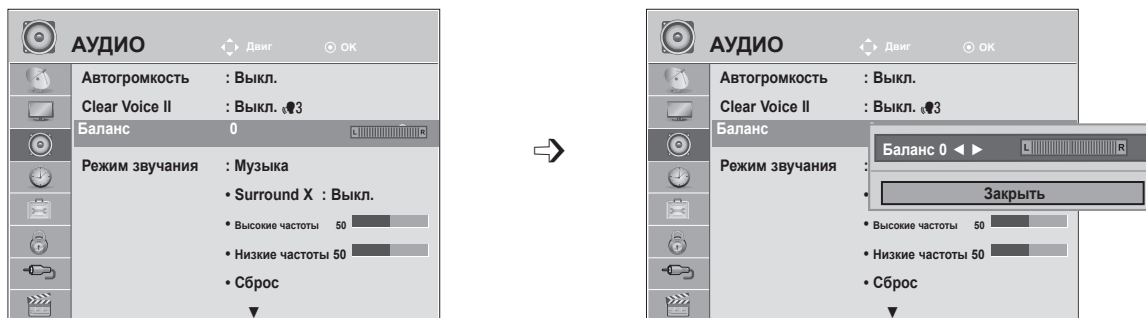 АУДИО Двиг ОК
Автогромкость : Выкл.
Clear Voice II : Выкл. 3
Баланс 0 L R
Режим звучания : Музыка
• Surround X : Выкл.
• Высокие частоты 50
• Низкие частоты 50
• Сброс
АУДИО Двиг ОК
Автогромкость : Выкл.
Clear Voice II : Выкл. 3
Баланс
Баланс 0 ◄ ► L R
Режим звучания :
Закрыть
•
• Высокие частоты 50
• Низкие частоты 50
• Сброс